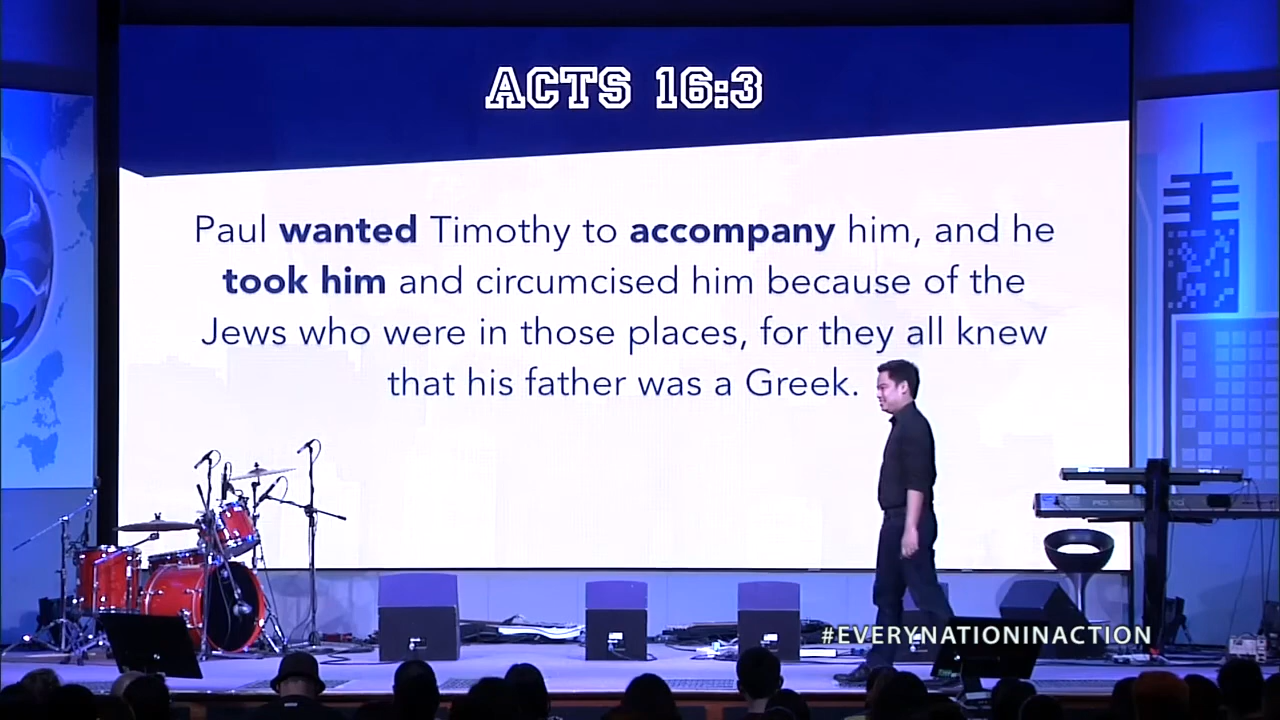 ACTS 16:3
Paul wanted Timothy to accompany him, and he
took him and circumcised him because of the
Jews who were in those places, for they all knew
that his father was a Greek.
#EVERYNATIONINACTION